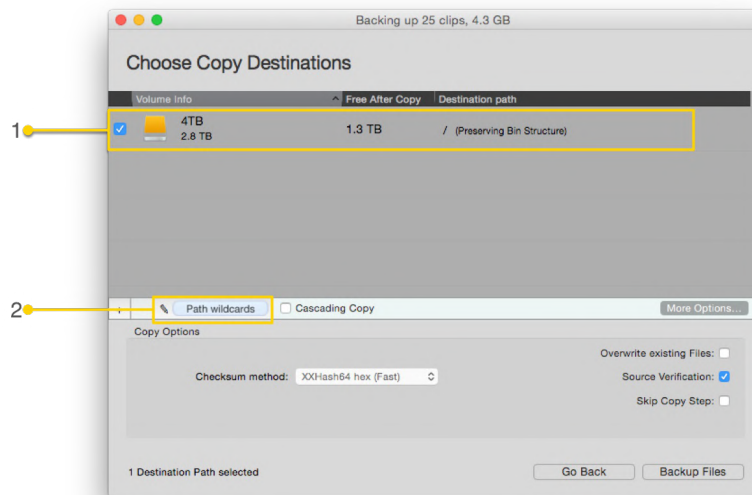 Backing up 25 clips, 4.3 GB
Choose Copy Destinations
Volume Info Free After Copy Destination path
1 4TB
2.8 TB 1.3 TB / (Preserving Bin Structure)
2 + Path wildcards Cascading Copy More Options...
Copy Options
Overwrite existing Files:
Checksum method: XXHash64 hex (Fast) Source Verification:
Skip Copy Step:
1 Destination Path selected Go Back Backup Files